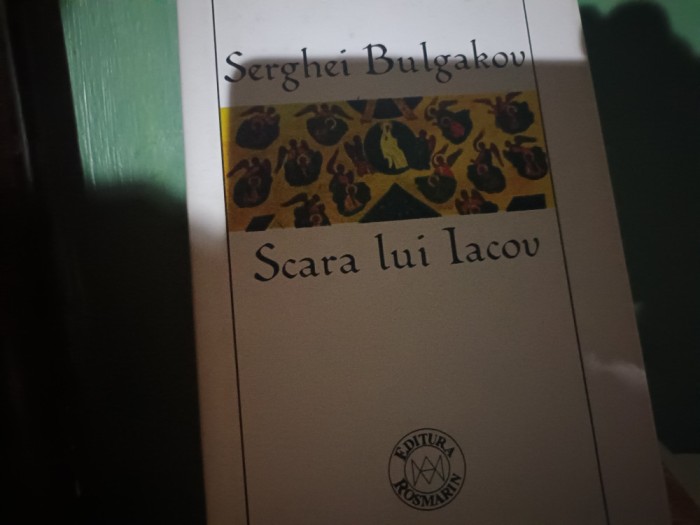 Serghei Bulgakov
Scara lui Iacov
EDITURA
ROSMARIN